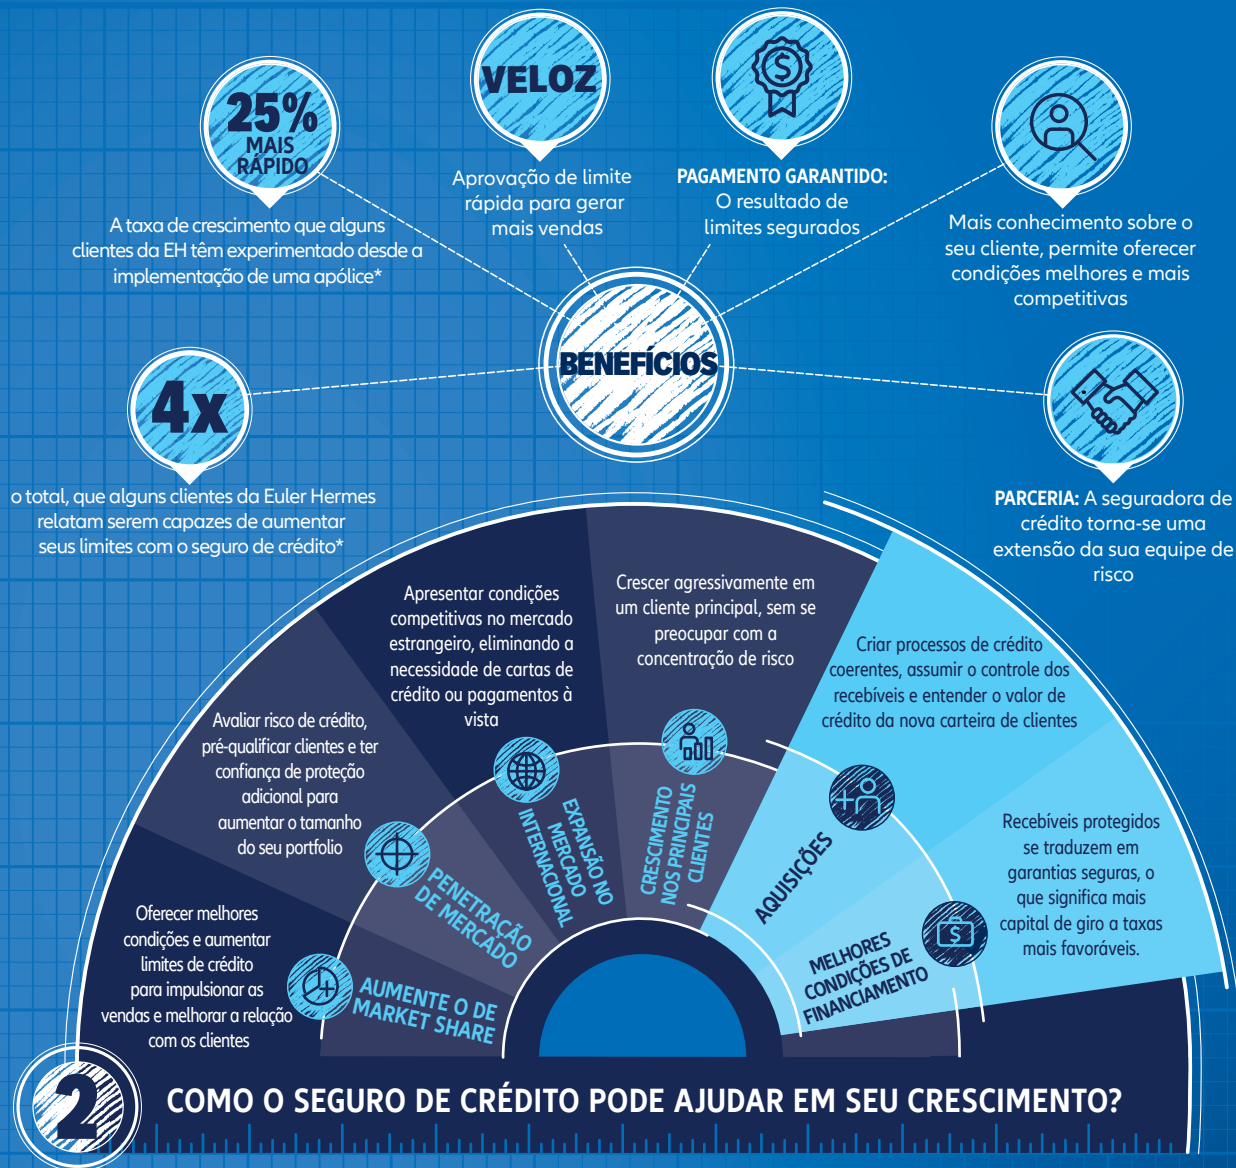 25%
MAIS
RÁPIDO
A taxa de crescimento que alguns
clientes da EH têm experimentado desde a
implementação de uma apólice*
VELOZ
Aprovação de limite
rápida para gerar
mais vendas
$
PAGAMENTO GARANTIDO:
O resultado de
limites segurados
Mais conhecimento sobre o
seu cliente, permite oferecer
condições melhores e mais
competitivas
BENEFÍCIOS
4x
o total, que alguns clientes da Euler Hermes
relatam serem capazes de aumentar
seus limites com o seguro de crédito*
PARCERIA: A seguradora de
crédito torna-se uma
extensão da sua equipe de
risco
Oferecer melhores
condições e aumentar
limites de crédito
para impulsionar as
vendas e melhorar a relação
com os clientes
AUMENTE O DE
MARKET SHARE
Avaliar risco de crédito,
pré-qualificar clientes e ter
confiança de proteção
adicional para
aumentar o tamanho
do seu portfolio
PENETRAÇÃO
DE MERCADO
Apresentar condições
competitivas no mercado
estrangeiro, eliminando a
necessidade de cartas de
crédito ou pagamentos à
vista
EXPANSÃO NO
MERCADO
INTERNACIONAL
Crescer agressivamente em
um cliente principal, sem se
preocupar com a
concentração de risco
CRESCIMENTO
NOS PRINCIPAIS
CLIENTES
Criar processos de crédito
coerentes, assumir o controle dos
recebíveis e entender o valor de
crédito da nova carteira de clientes
AQUISIÇÕES
Recebíveis protegidos
se traduzem em
garantias seguras, o
que significa mais
capital de giro a taxas
mais favoráveis.
$
MELHORES
CONDIÇÕES DE
FINANCIAMENTO
2
COMO O SEGURO DE CRÉDITO PODE AJUDAR EM SEU CRESCIMENTO?